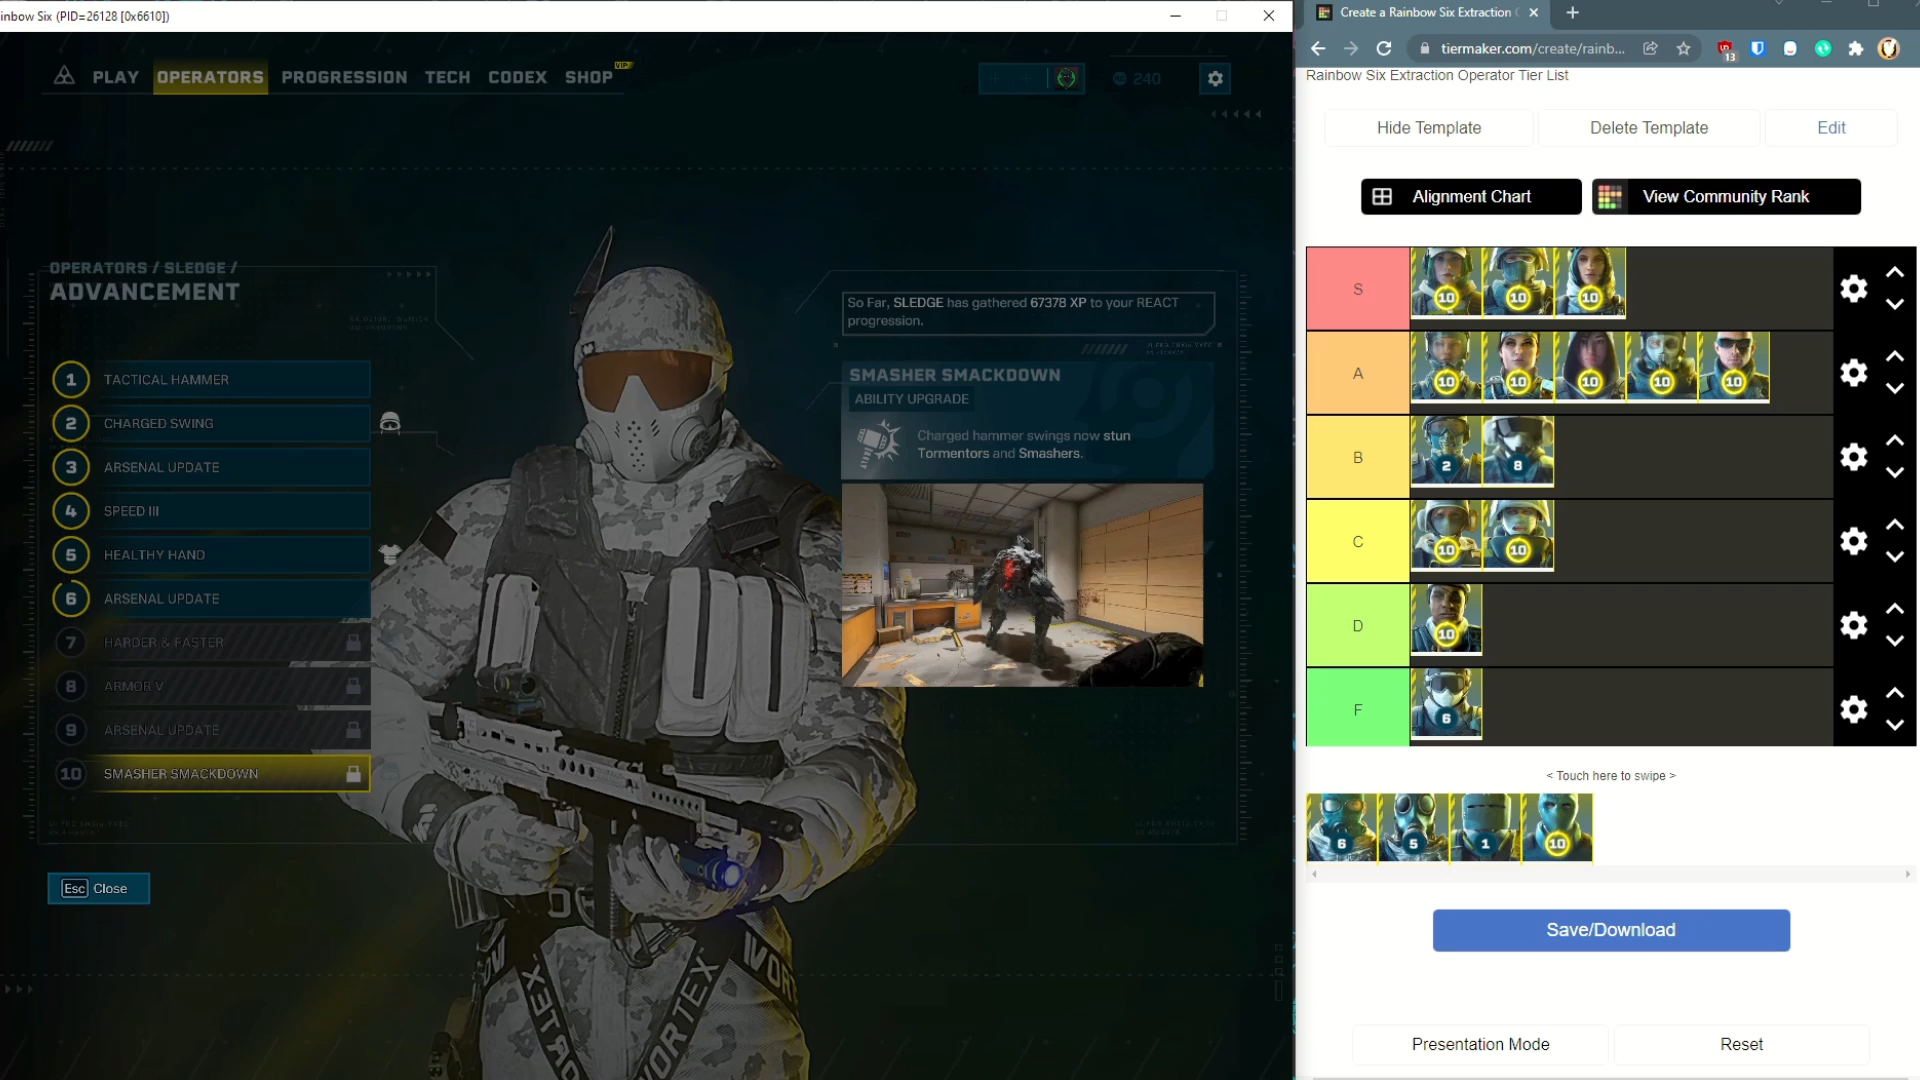 inbow Six (PID=26128 [0x6610])
PLAY OPERATORS PROGRESSION TECH CODEX SHOP VIP
240
OPERATORS / SLEDGE /
ADVANCEMENT
1 TACTICAL HAMMER
2 CHARGED SWING
3 ARSENAL UPDATE
4 SPEED III
5 HEALTHY HAND
6 ARSENAL UPDATE
7 HARDER & FASTER
8 ARMOR V
9 ARSENAL UPDATE
10 SMASHER SMACKDOWN
Esc Close
So Far, SLEDGE has gathered 67378 XP to your REACT
progression.
SMASHER SMACKDOWN
ABILITY UPGRADE
Charged hammer swings now stun
Tormentors and Smashers.
VORTEX
VORTEX
Create a Rainbow Six Extraction
tiermaker.com/create/rainb...
13
Rainbow Six Extraction Operator Tier List
Hide Template
Delete Template
Edit
Alignment Chart
View Community Rank
S 10 10 10
A 10 10 10 10 10
B 2 8
C 10 10
D 10
F 6
< Touch here to swipe >
6 5 1 10
Save/Download
Presentation Mode
Reset